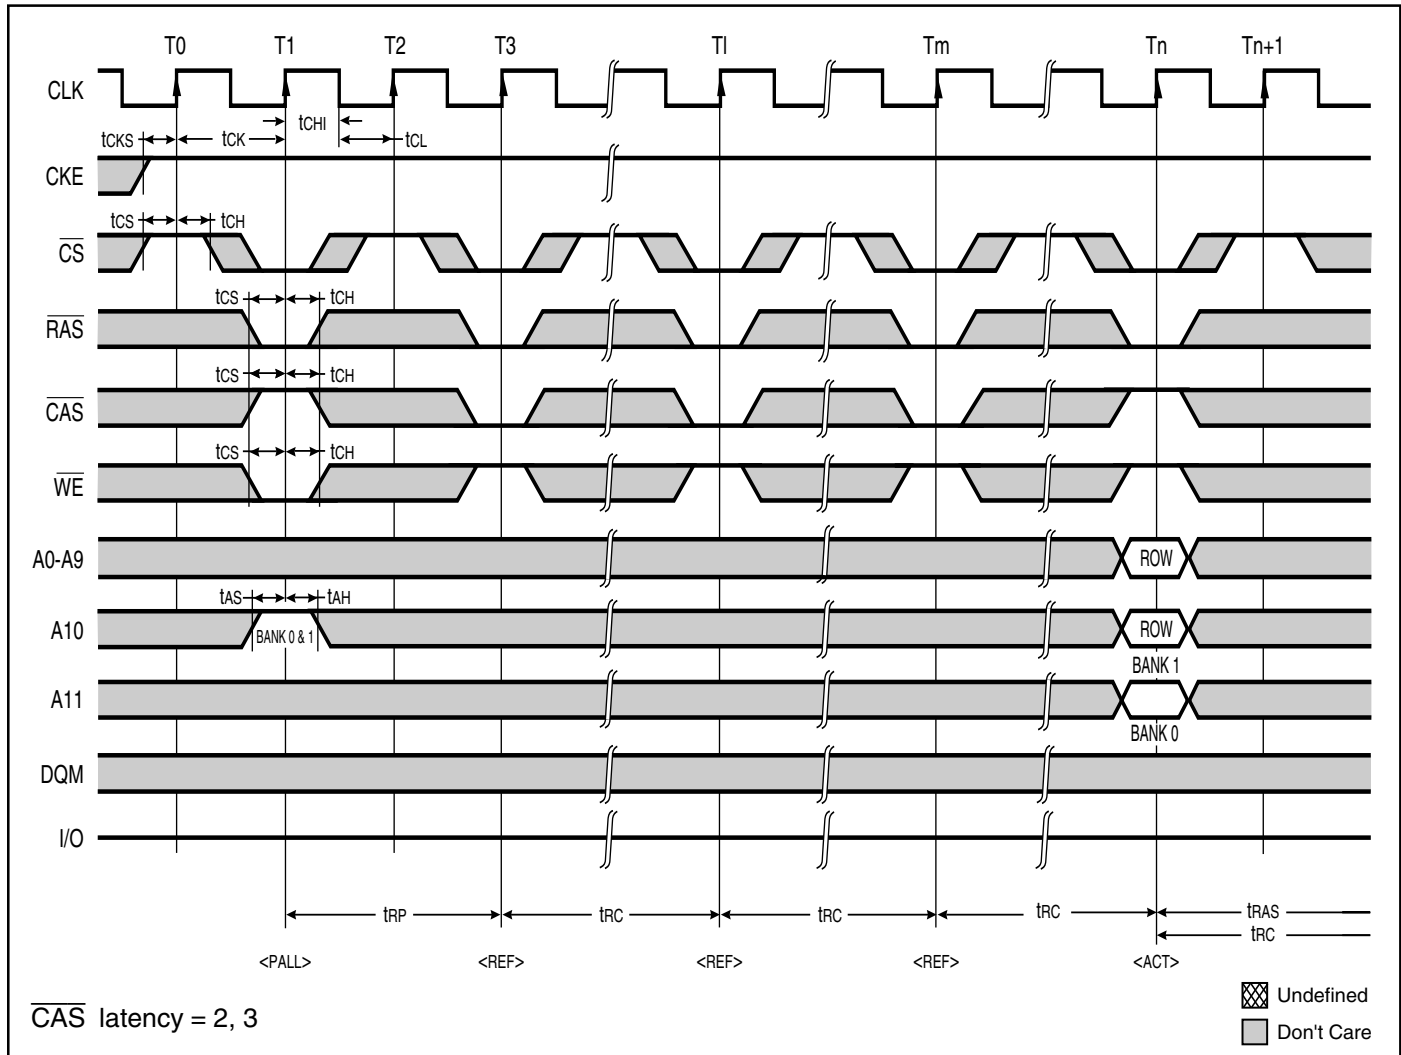 T0 T1 T2 T3 Tl Tm Tn Tn+1
CLK
tCHI
tCKS tCK tCL
CKE
tCS tCH
CS
tCS tCH
RAS
tCS tCH
CAS
tCS tCH
WE
A0-A9 ROW
tAS tAH
A10 BANK 0 & 1 ROW
BANK 1
A11
BANK 0
DQM
I/O
tRP tRC tRC tRC tRAS
tRC
<PALL> <REF> <REF> <REF> <ACT>
Undefined
CAS latency = 2, 3
Don't Care